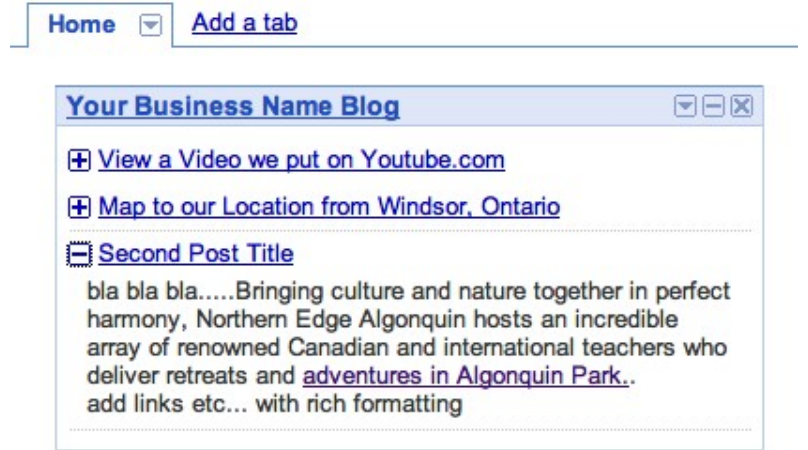 Home Add a tab
Your Business Name Blog
View a Video we put on Youtube.com
Map to our Location from Windsor, Ontario
Second Post Title
bla bla bla.....Bringing culture and nature together in perfect
harmony, Northern Edge Algonquin hosts an incredible
array of renowned Canadian and international teachers who
deliver retreats and adventures in Algonquin Park..
add links etc... with rich formatting